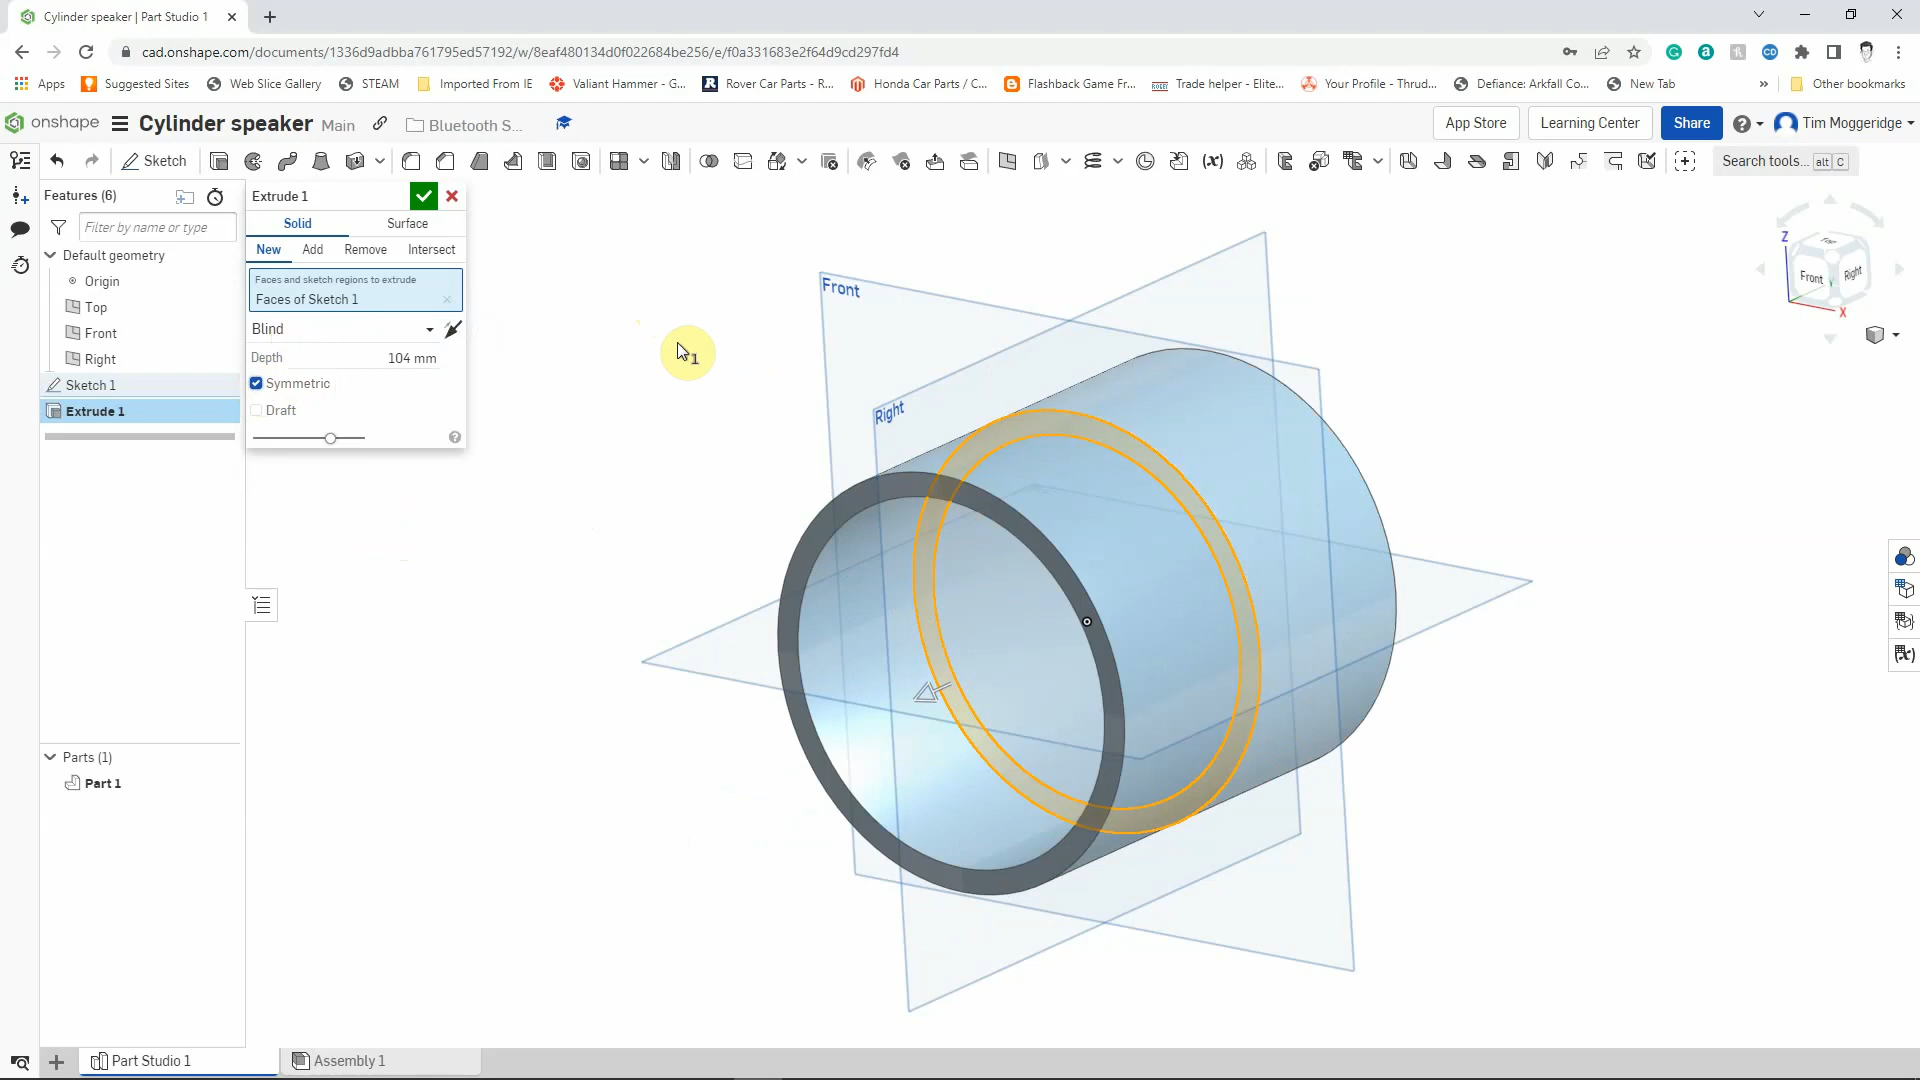 Cylinder speaker | Part Studio 1
cad.onshape.com/documents/1336d9adbba761795ed57192/w/8eaf480134d0f022684be256/e/f0a331683e2f64d9cd297fd4
Apps Suggested Sites Web Slice Gallery STEAM Imported From IE Valiant Hammer - G... Rover Car Parts - R... Honda Car Parts / C... Flashback Game Fr... Trade helper - Elite... Your Profile - Thrud... Defiance: Arkfall Co... New Tab » Other bookmarks
onshape Cylinder speaker Main Bluetooth S... App Store Learning Center Share Tim Moggeridge
Sketch Search tools... alt C
Features (6)
Filter by name or type
Default geometry
Origin
Top
Front
Right
Sketch 1
Extrude 1
Parts (1)
Part 1
Extrude 1
Solid Surface
New Add Remove Intersect
Faces and sketch regions to extrude
Faces of Sketch 1
Blind
Depth 104 mm
Symmetric
Draft
Front
Right
1
Z
Top
Front Right
X
Part Studio 1 Assembly 1